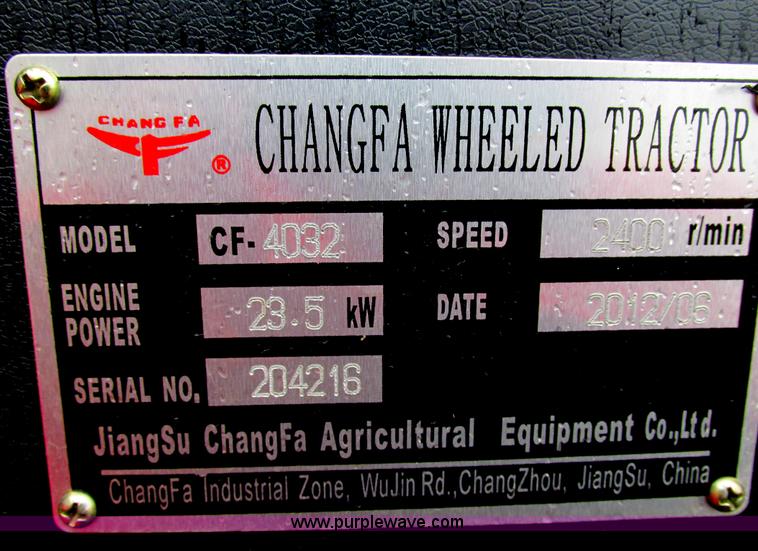 CHANG FA
®
CHANGFA WHEELED TRACTOR
MODEL CF-4032 SPEED 2400 r/min
ENGINE POWER 23.5 kW DATE 2012/06
SERIAL NO. 204216
JiangSu ChangFa Agricultural Equipment Co.,Ltd.
ChangFa Industrial Zone, WuJin Rd.,ChangZhou, JiangSu, China
www.purplewave.com